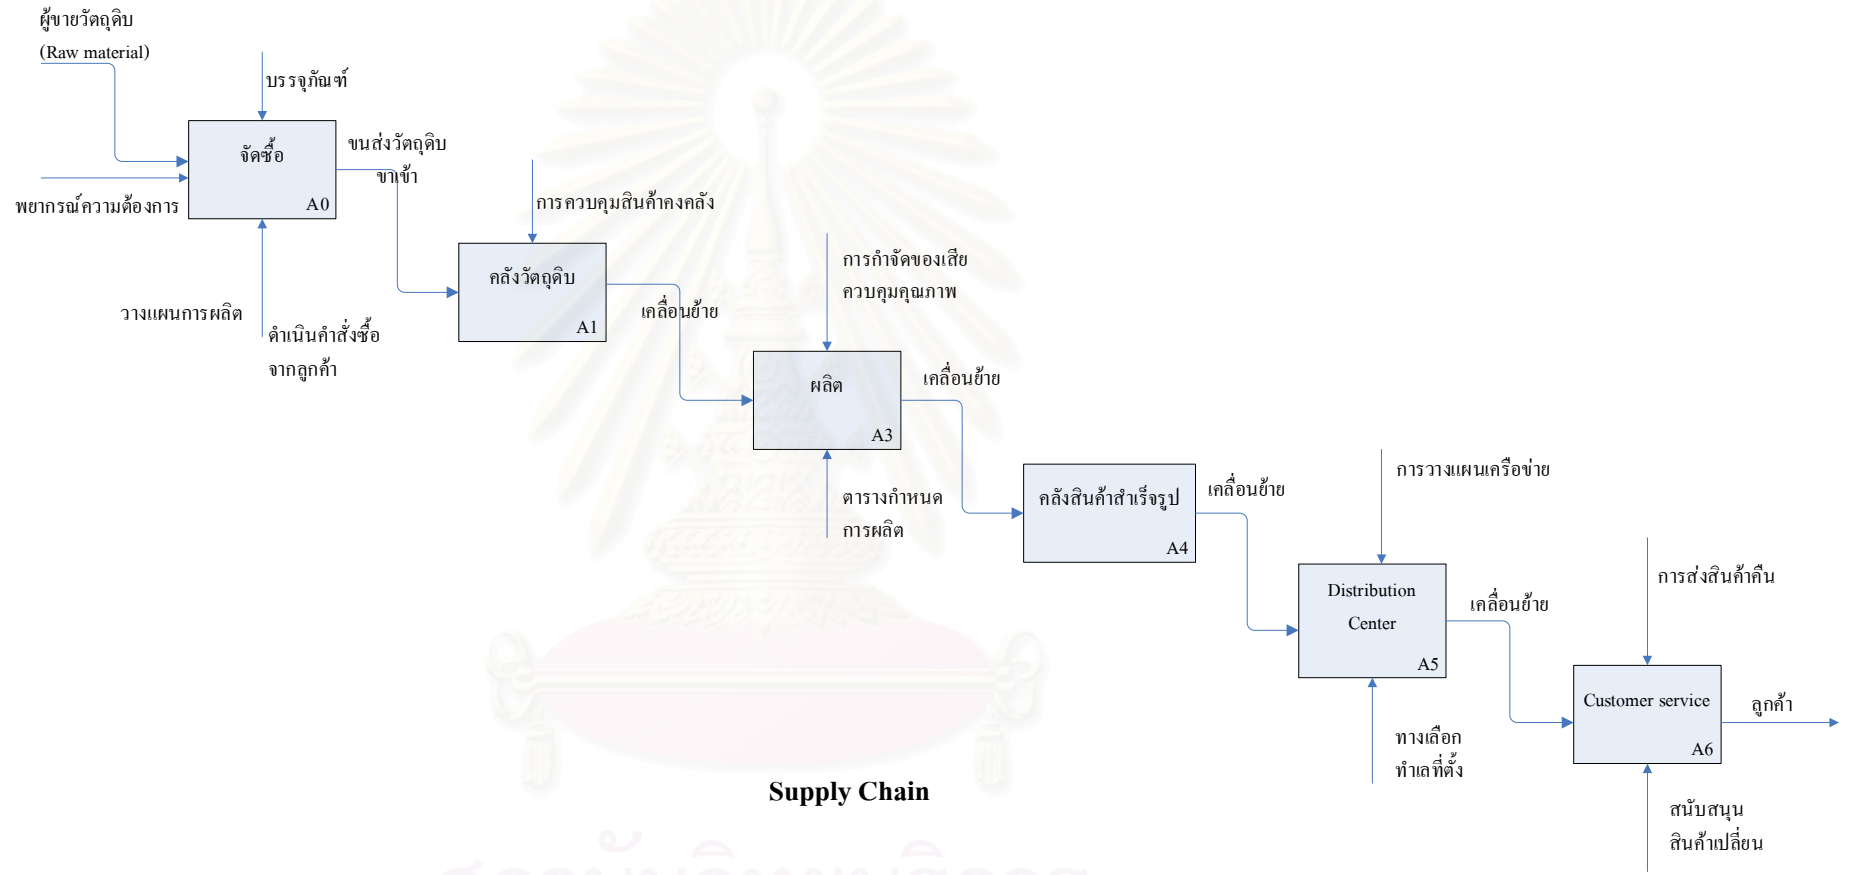 ผู้ขายวัตถุดิบ
(Raw material)
บรรจุภัณฑ์
จัดซื้อ
A0
พยากรณ์ความต้องการ
วางแผนการผลิต
ดำเนินคำสั่งซื้อ
จากลูกค้า
ขนส่งวัตถุดิบ
ขาเข้า
การควบคุมสินค้าคงคลัง
คลังวัตถุดิบ
A1
เคลื่อนย้าย
การกำจัดของเสีย
ควบคุมคุณภาพ
ผลิต
A3
ตารางกำหนด
การผลิต
เคลื่อนย้าย
คลังสินค้าสำเร็จรูป
A4
เคลื่อนย้าย
การวางแผนเครือข่าย
Distribution
Center
A5
ทางเลือก
ทำเลที่ตั้ง
เคลื่อนย้าย
การส่งสินค้าคืน
Customer service
A6
ลูกค้า
สนับสนุน
สินค้าเปลี่ยน
Supply Chain